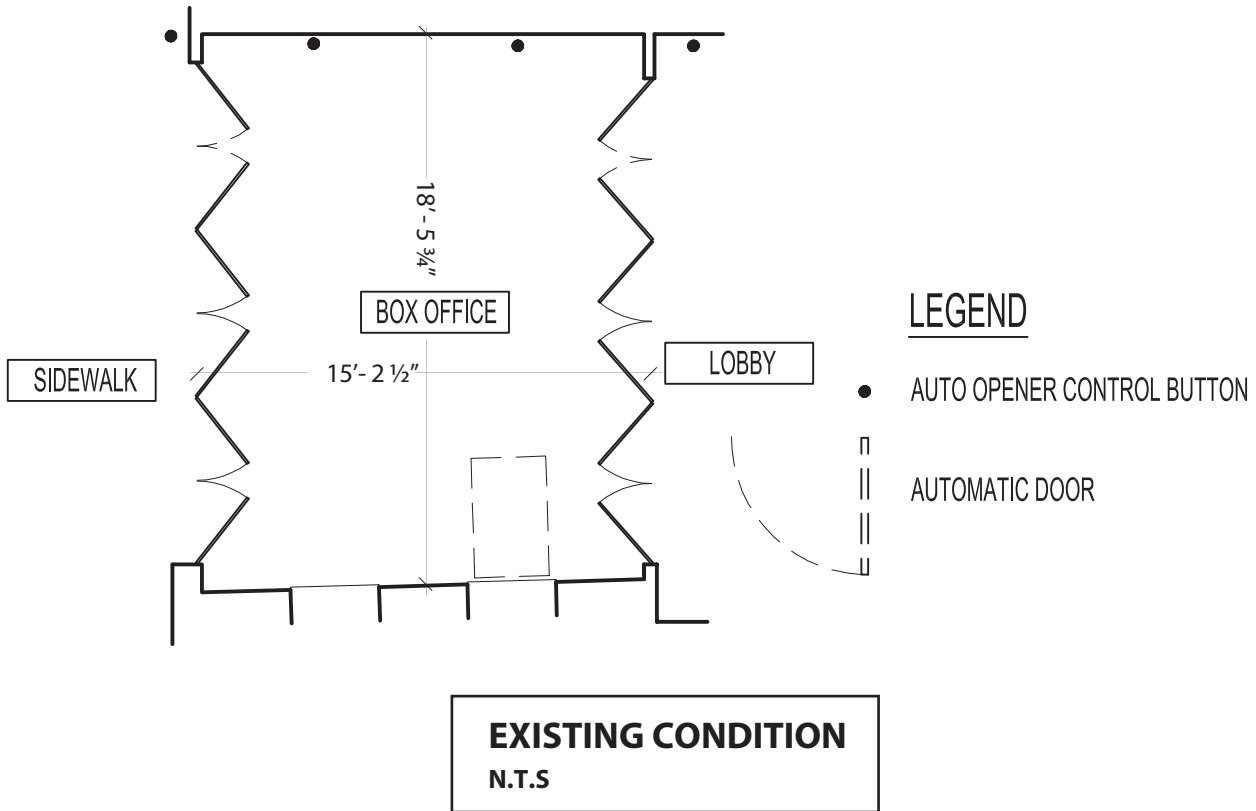 18' - 5 ¾"
BOX OFFICE
15'- 2 ½"
SIDEWALK
LOBBY
LEGEND
AUTO OPENER CONTROL BUTTON
AUTOMATIC DOOR
EXISTING CONDITION
N.T.S